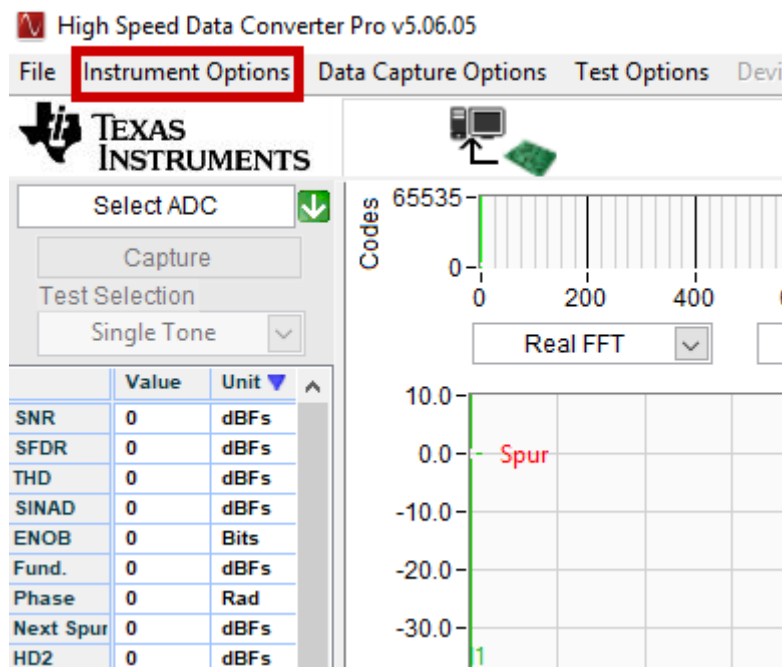 High Speed Data Converter Pro v5.06.05
File Instrument Options Data Capture Options Test Options Devi
TEXAS
INSTRUMENTS
Select ADC
Capture
Test Selection
Single Tone
Value Unit
SNR 0 dBFs
SFDR 0 dBFs
THD 0 dBFs
SINAD 0 dBFs
ENOB 0 Bits
Fund. 0 dBFs
Phase 0 Rad
Next Spur 0 dBFs
HD2 0 dBFs
Codes
65535
0
0 200 400
Real FFT
10.0
0.0
Spur
-10.0
-20.0
-30.0
1